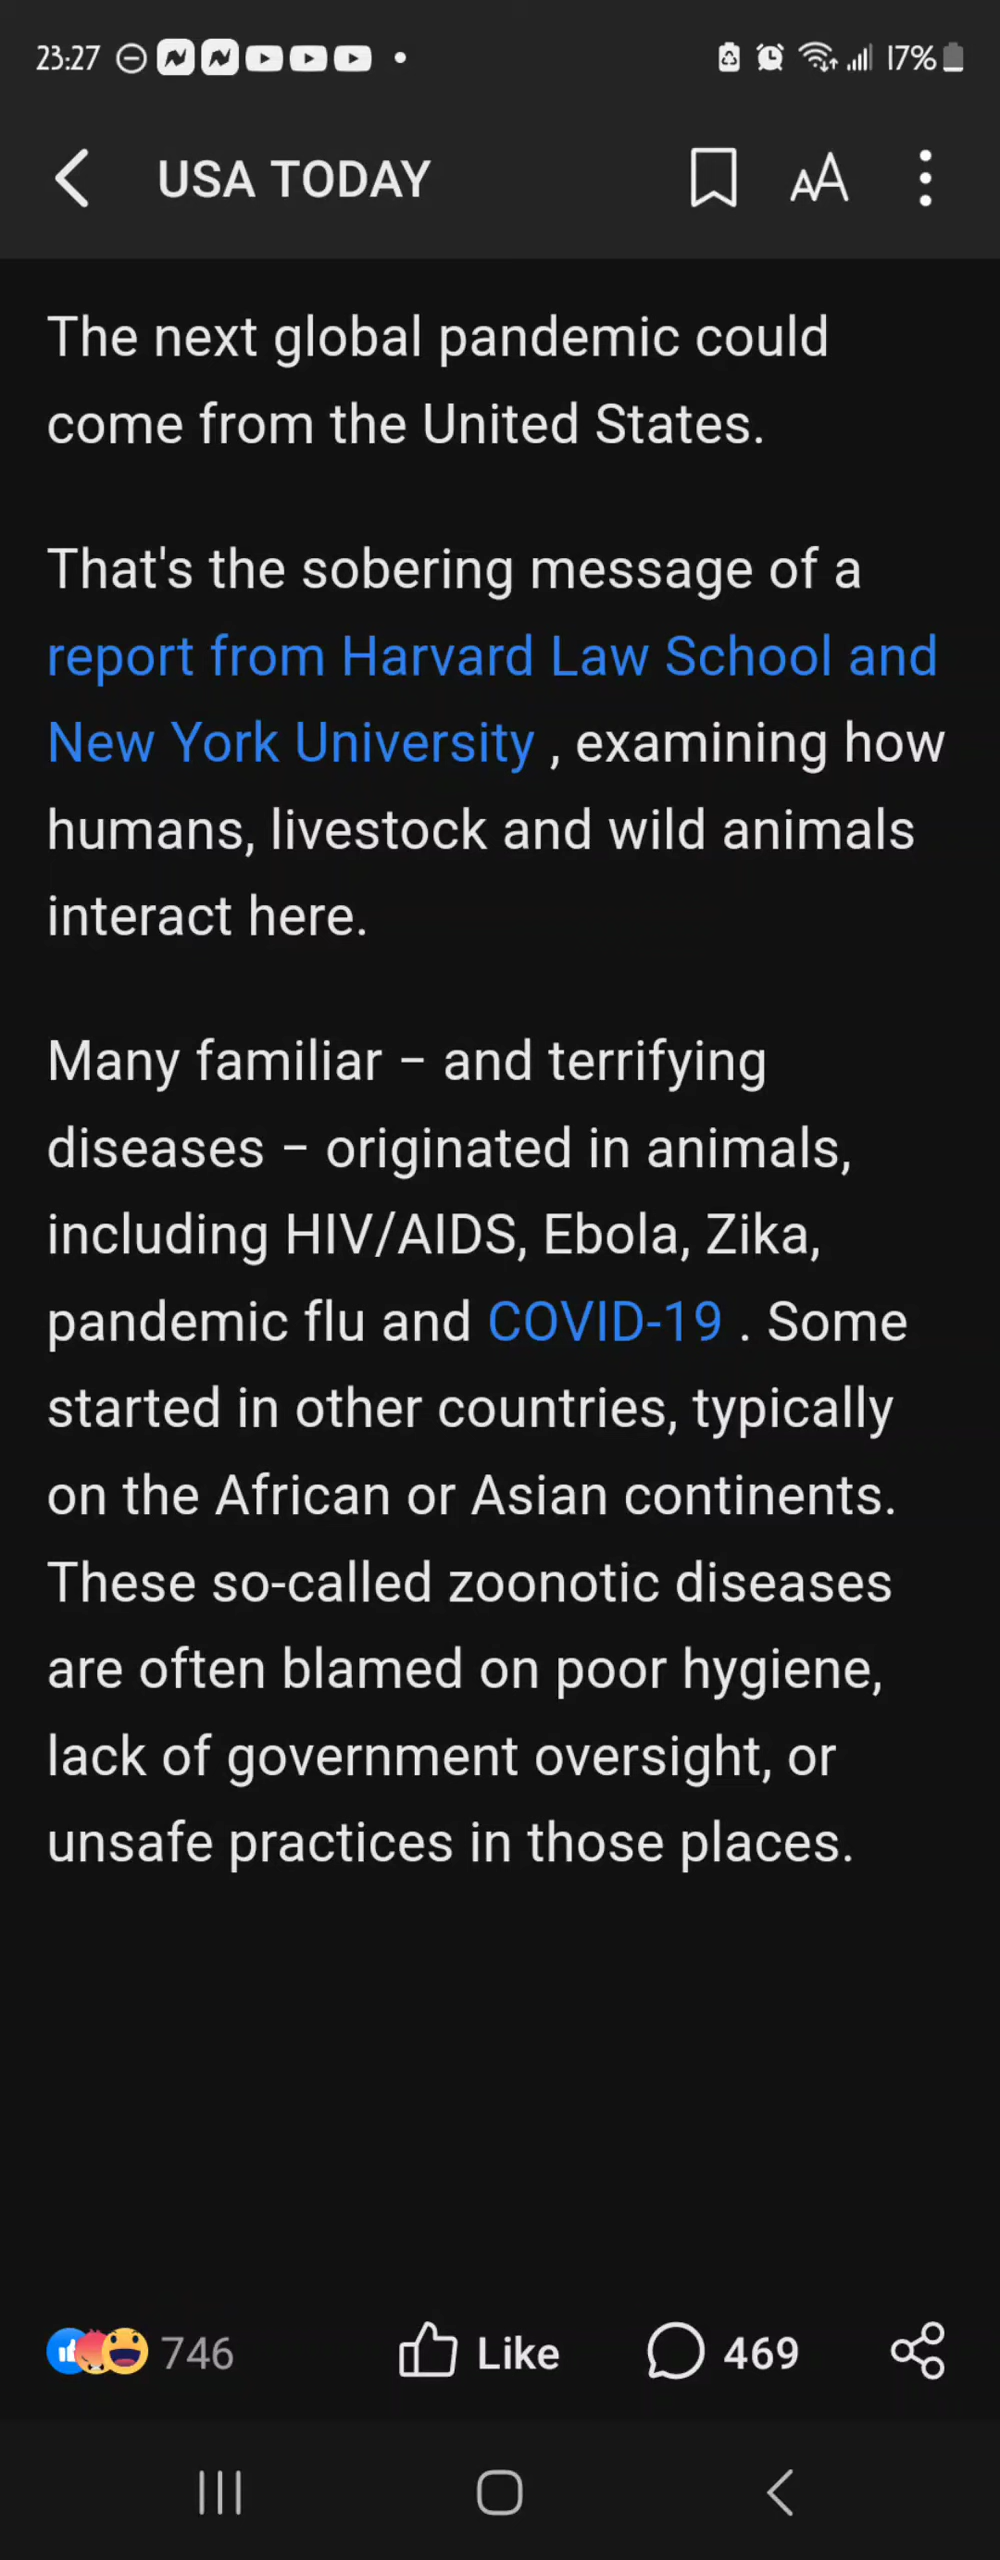 23:27
17%
USA TODAY
AA
The next global pandemic could
come from the United States.
That's the sobering message of a
report from Harvard Law School and
New York University , examining how
humans, livestock and wild animals
interact here.
Many familiar – and terrifying
diseases – originated in animals,
including HIV/AIDS, Ebola, Zika,
pandemic flu and COVID-19 . Some
started in other countries, typically
on the African or Asian continents.
These so-called zoonotic diseases
are often blamed on poor hygiene,
lack of government oversight, or
unsafe practices in those places.
746
Like
469